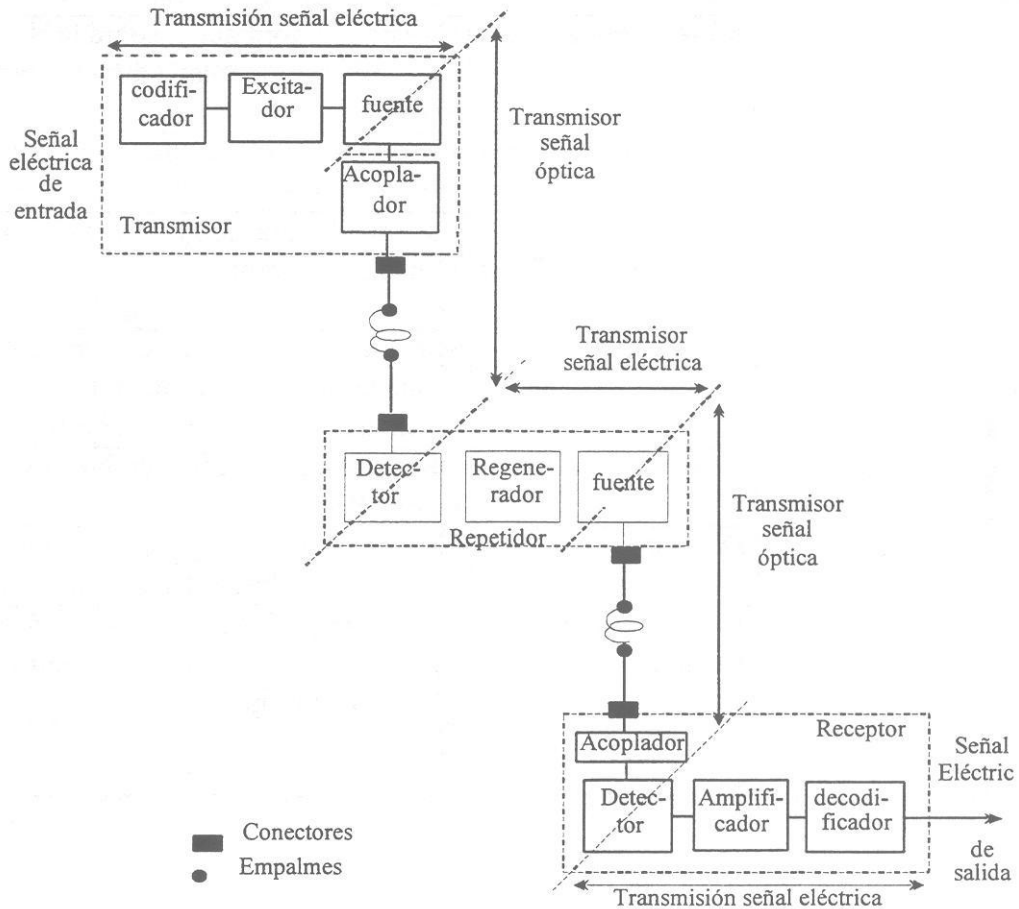 Transmisión señal eléctrica
codifi-
cador
Excita-
dor
fuente
Señal
eléctrica
de
entrada
Acopla-
dor
Transmisor
Transmisor
señal
óptica
Transmisor
señal eléctrica
Detec-
tor
Regene-
rador
fuente
Repetidor
Transmisor
señal
óptica
Receptor
Acoplador
Detec-
tor
Amplifi-
cador
decodi-
ificador
Señal
Eléctric
de
salida
Conectores
Empalmes
Transmisión señal eléctrica